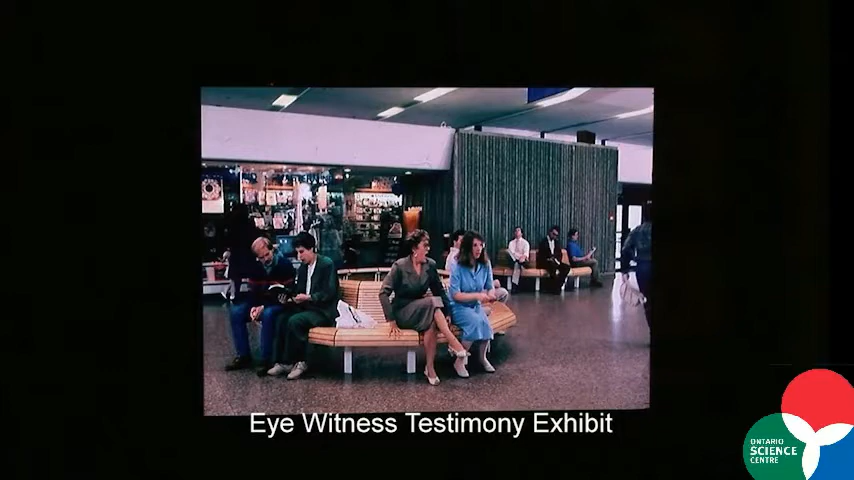 Eye Witness Testimony Exhibit
ONTARIO
SCIENCE
CENTRE